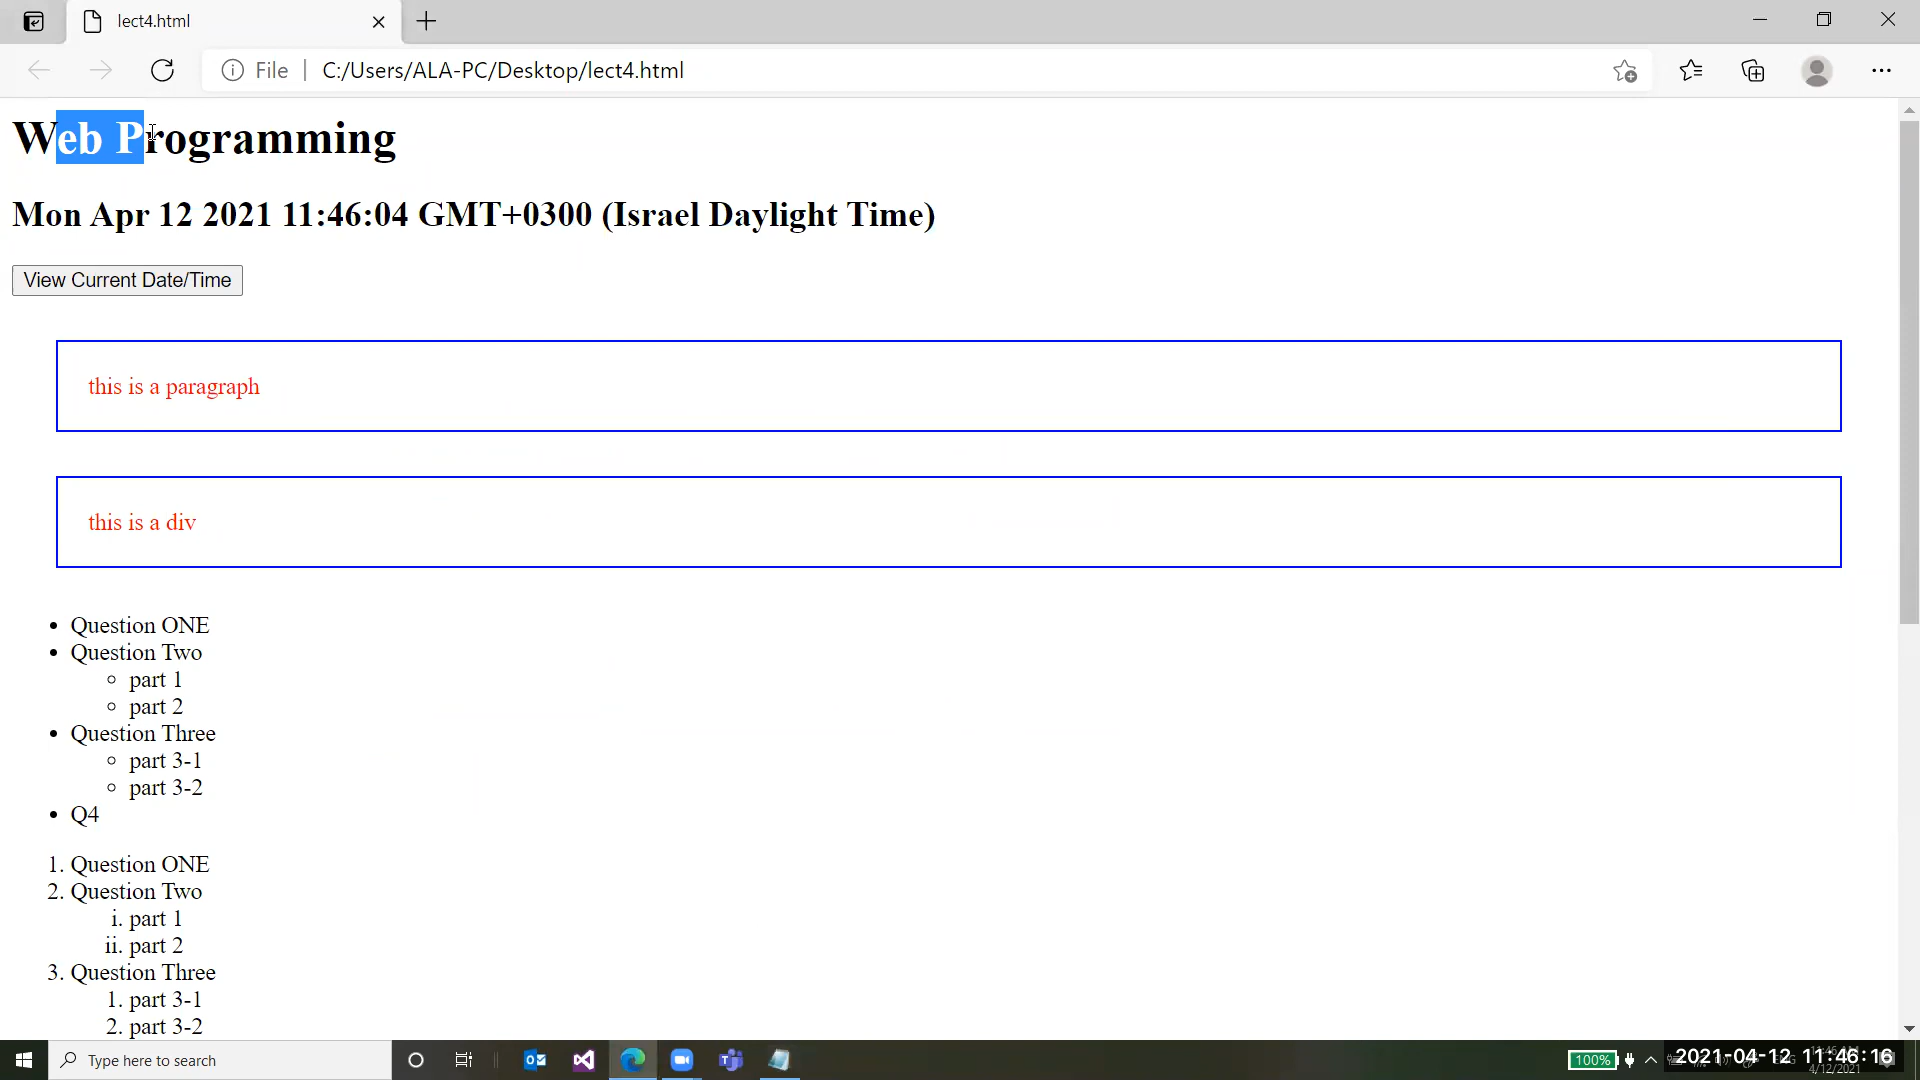 lect4.html
File
C:/Users/ALA-PC/Desktop/lect4.html
Web Programming
Mon Apr 12 2021 11:46:04 GMT+0300 (Israel Daylight Time)
View Current Date/Time
this is a paragraph
this is a div
• Question ONE
• Question Two
◦ part 1
◦ part 2
• Question Three
◦ part 3-1
◦ part 3-2
• Q4
1. Question ONE
2. Question Two
i. part 1
ii. part 2
3. Question Three
1. part 3-1
2. part 3-2
Type here to search
100%
2021-04-12 11:46:16
4/12/2021